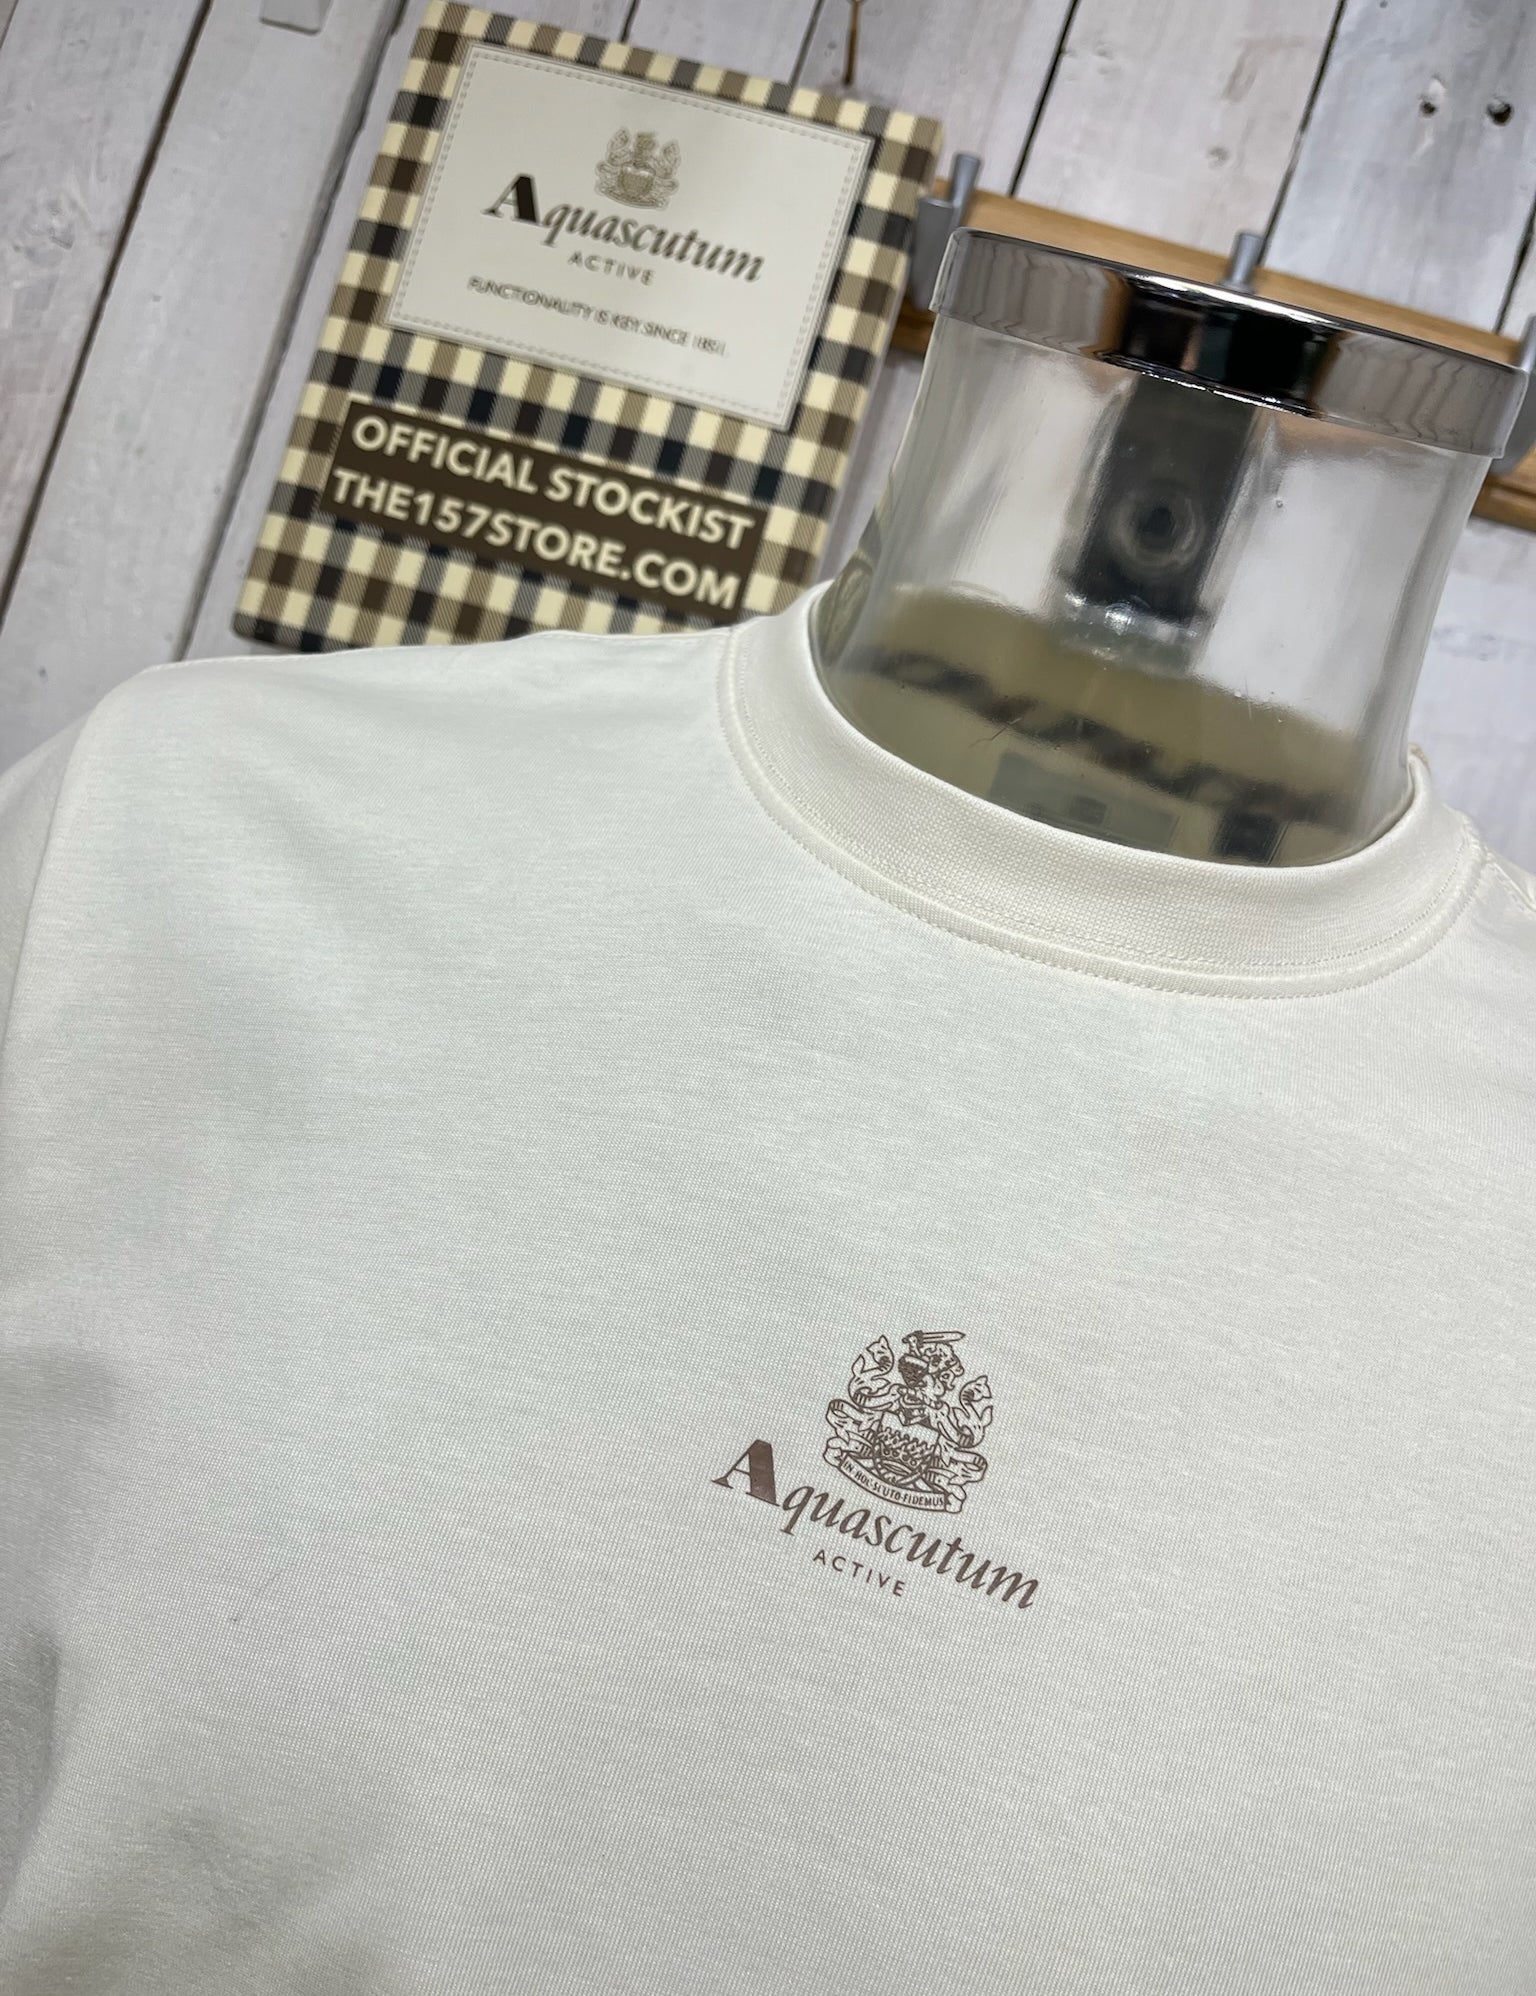 Aquascutum
ACTIVE
FUNCTIONALITY IS KEY SINCE 1851.
OFFICIAL STOCKIST
THE157STORE.COM
IN·HOC·SCUTO·FIDEMUS
Aquascutum
ACTIVE